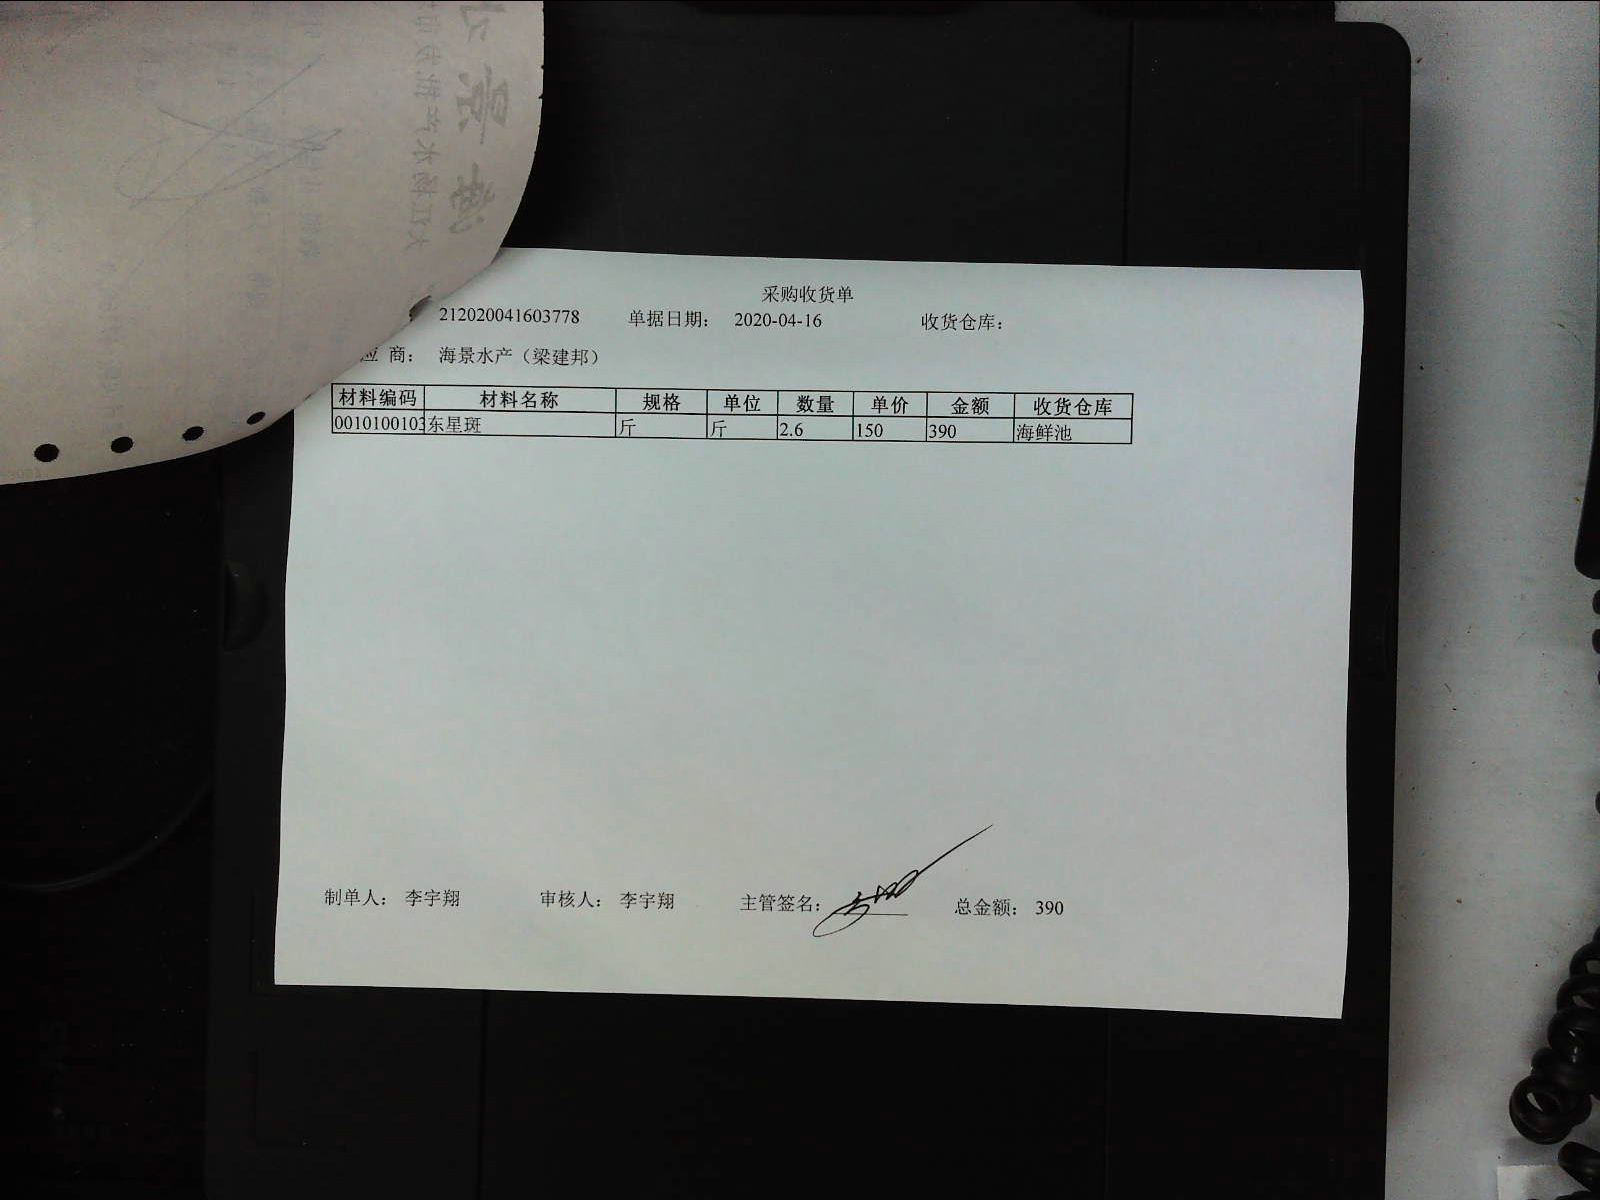 采购收货单
212020041603778 单据日期: 2020-04-16 收货仓库:
应 商: 海景水产（梁建邦）
材料编码 材料名称 规格 单位 数量 单价 金额 收货仓库
0010100103 东星斑 斤 斤 2.6 150 390 海鲜池
制单人: 李宇翔 审核人: 李宇翔 主管签名: 总金额: 390